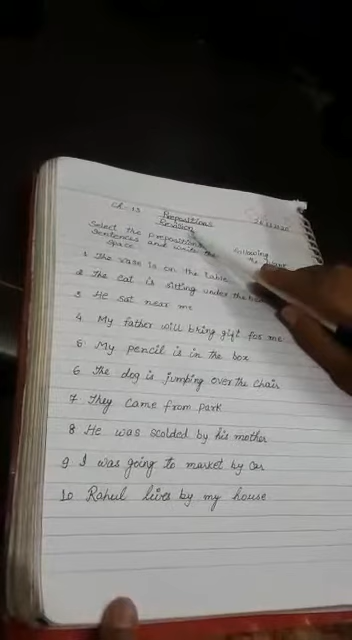 Ch-13 Prepositions
Revision
Select the prepositions following
sentences and write the
space
1 The vase is on the table
2 The cat is sitting under the
3 He sat near me
4 My father will bring gift for me
5 My pencil is in the box
6 The dog is jumping over the chair
7 They came from park
8 He was scolded by his mother
9 I was going to market by car
10 Rahul lives by my house